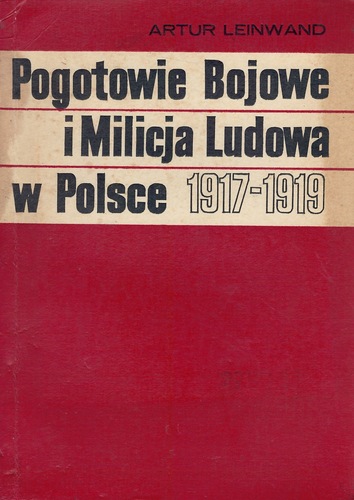 ARTUR LEINWAND
Pogotowie Bojowe
i Milicja Ludowa
w Polsce 1917-1919